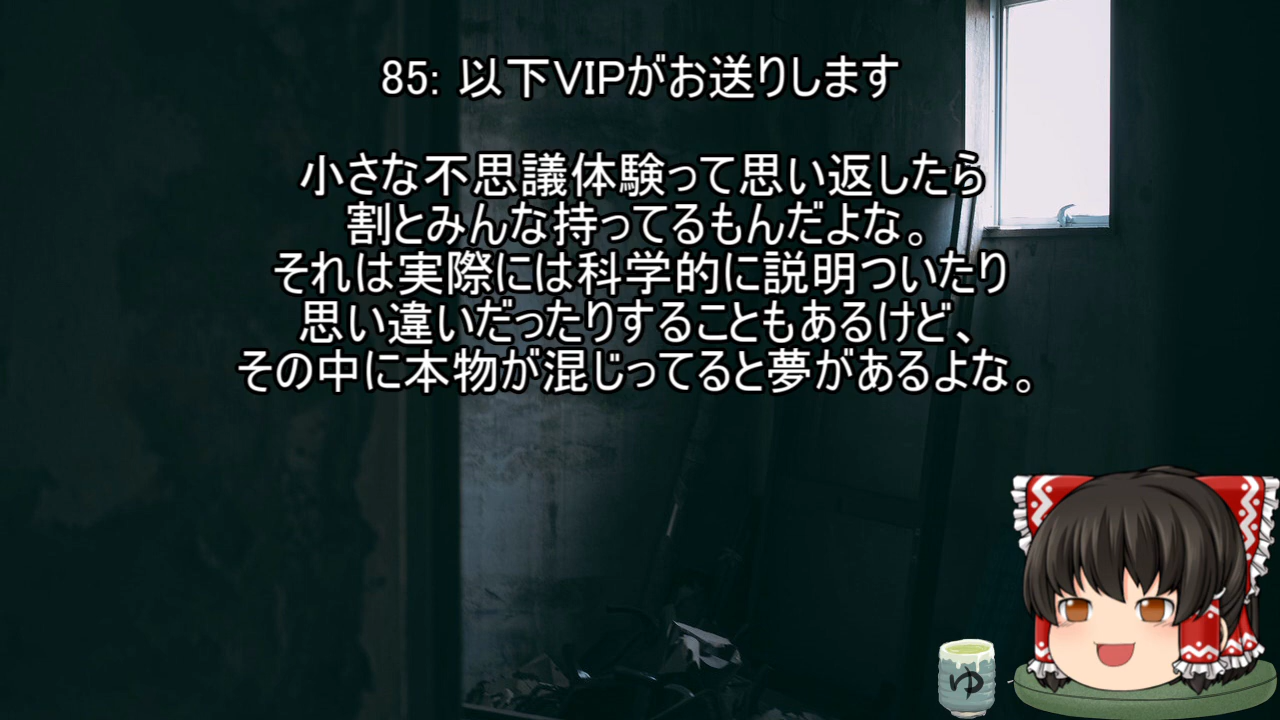 85: 以下VIPがお送りします
小さな不思議体験って思い返したら
割とみんな持ってるもんだよな。
それは実際には科学的に説明ついたり
思い違いだったりすることもあるけど、
その中に本物が混じってると夢があるよな。
ゆ